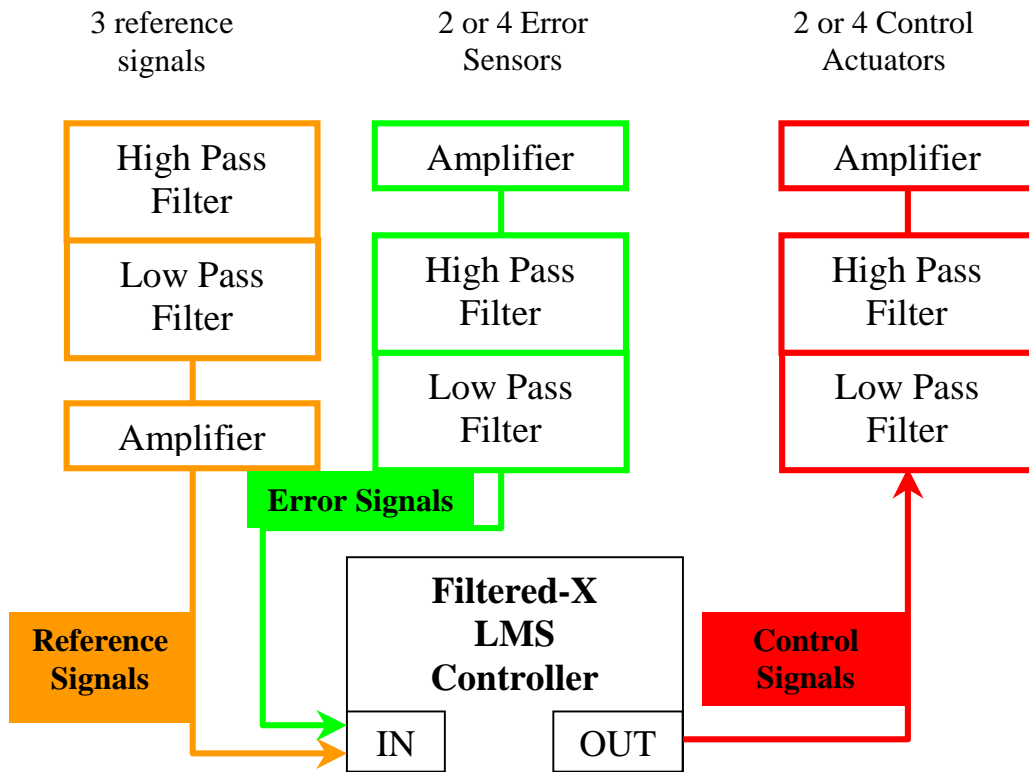 3 reference
signals
2 or 4 Error
Sensors
2 or 4 Control
Actuators
High Pass
Filter
Low Pass
Filter
Amplifier
Amplifier
High Pass
Filter
Low Pass
Filter
Amplifier
High Pass
Filter
Low Pass
Filter
Error Signals
Reference
Signals
Filtered-X
LMS
Controller
IN
OUT
Control
Signals